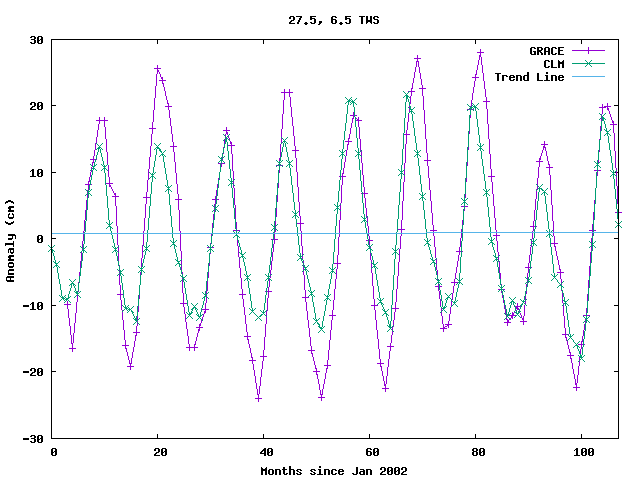 27.5, 6.5 TWS
GRACE
CLM
Trend Line
30
20
10
0
-10
-20
-30
Anomaly (cm)
0 20 40 60 80 100
Months since Jan 2002